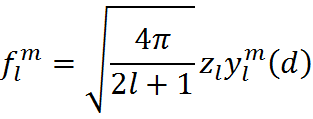 f_l^m = √(4π/(2l + 1)) z_l y_l^m(d)